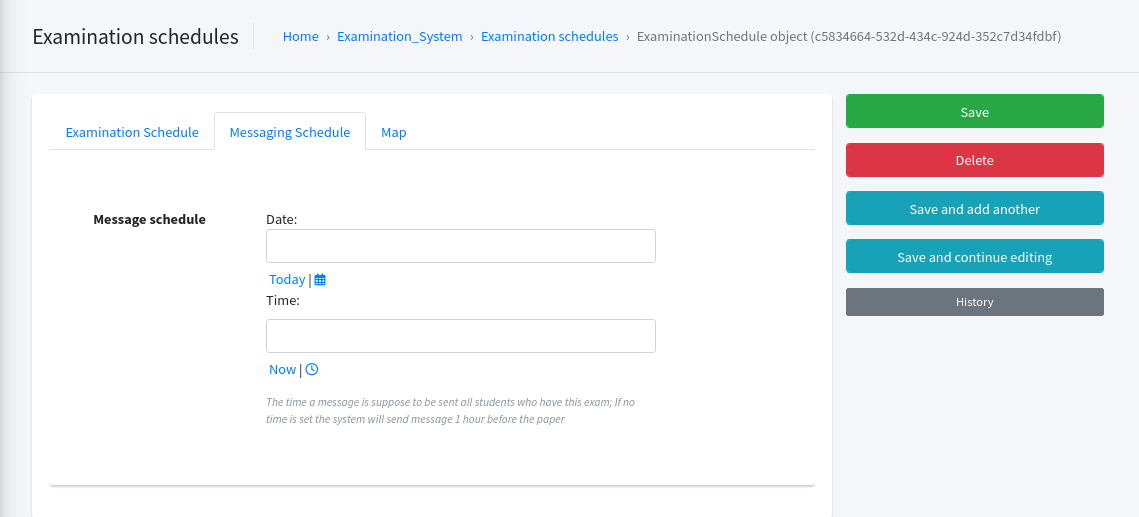 Examination schedules
Home › Examination_System › Examination schedules › ExaminationSchedule object (c5834664-532d-434c-924d-352c7d34fdbf)
Examination Schedule
Messaging Schedule
Map
Message schedule
Date:
Today |
Time:
Now |
The time a message is suppose to be sent all students who have this exam; If no
time is set the system will send message 1 hour before the paper
Save
Delete
Save and add another
Save and continue editing
History